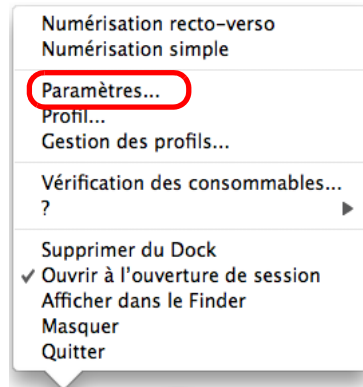 Numérisation recto-verso
Numérisation simple
Paramètres...
Profil...
Gestion des profils...
Vérification des consommables...
?
Supprimer du Dock
✓ Ouvrir à l'ouverture de session
Afficher dans le Finder
Masquer
Quitter